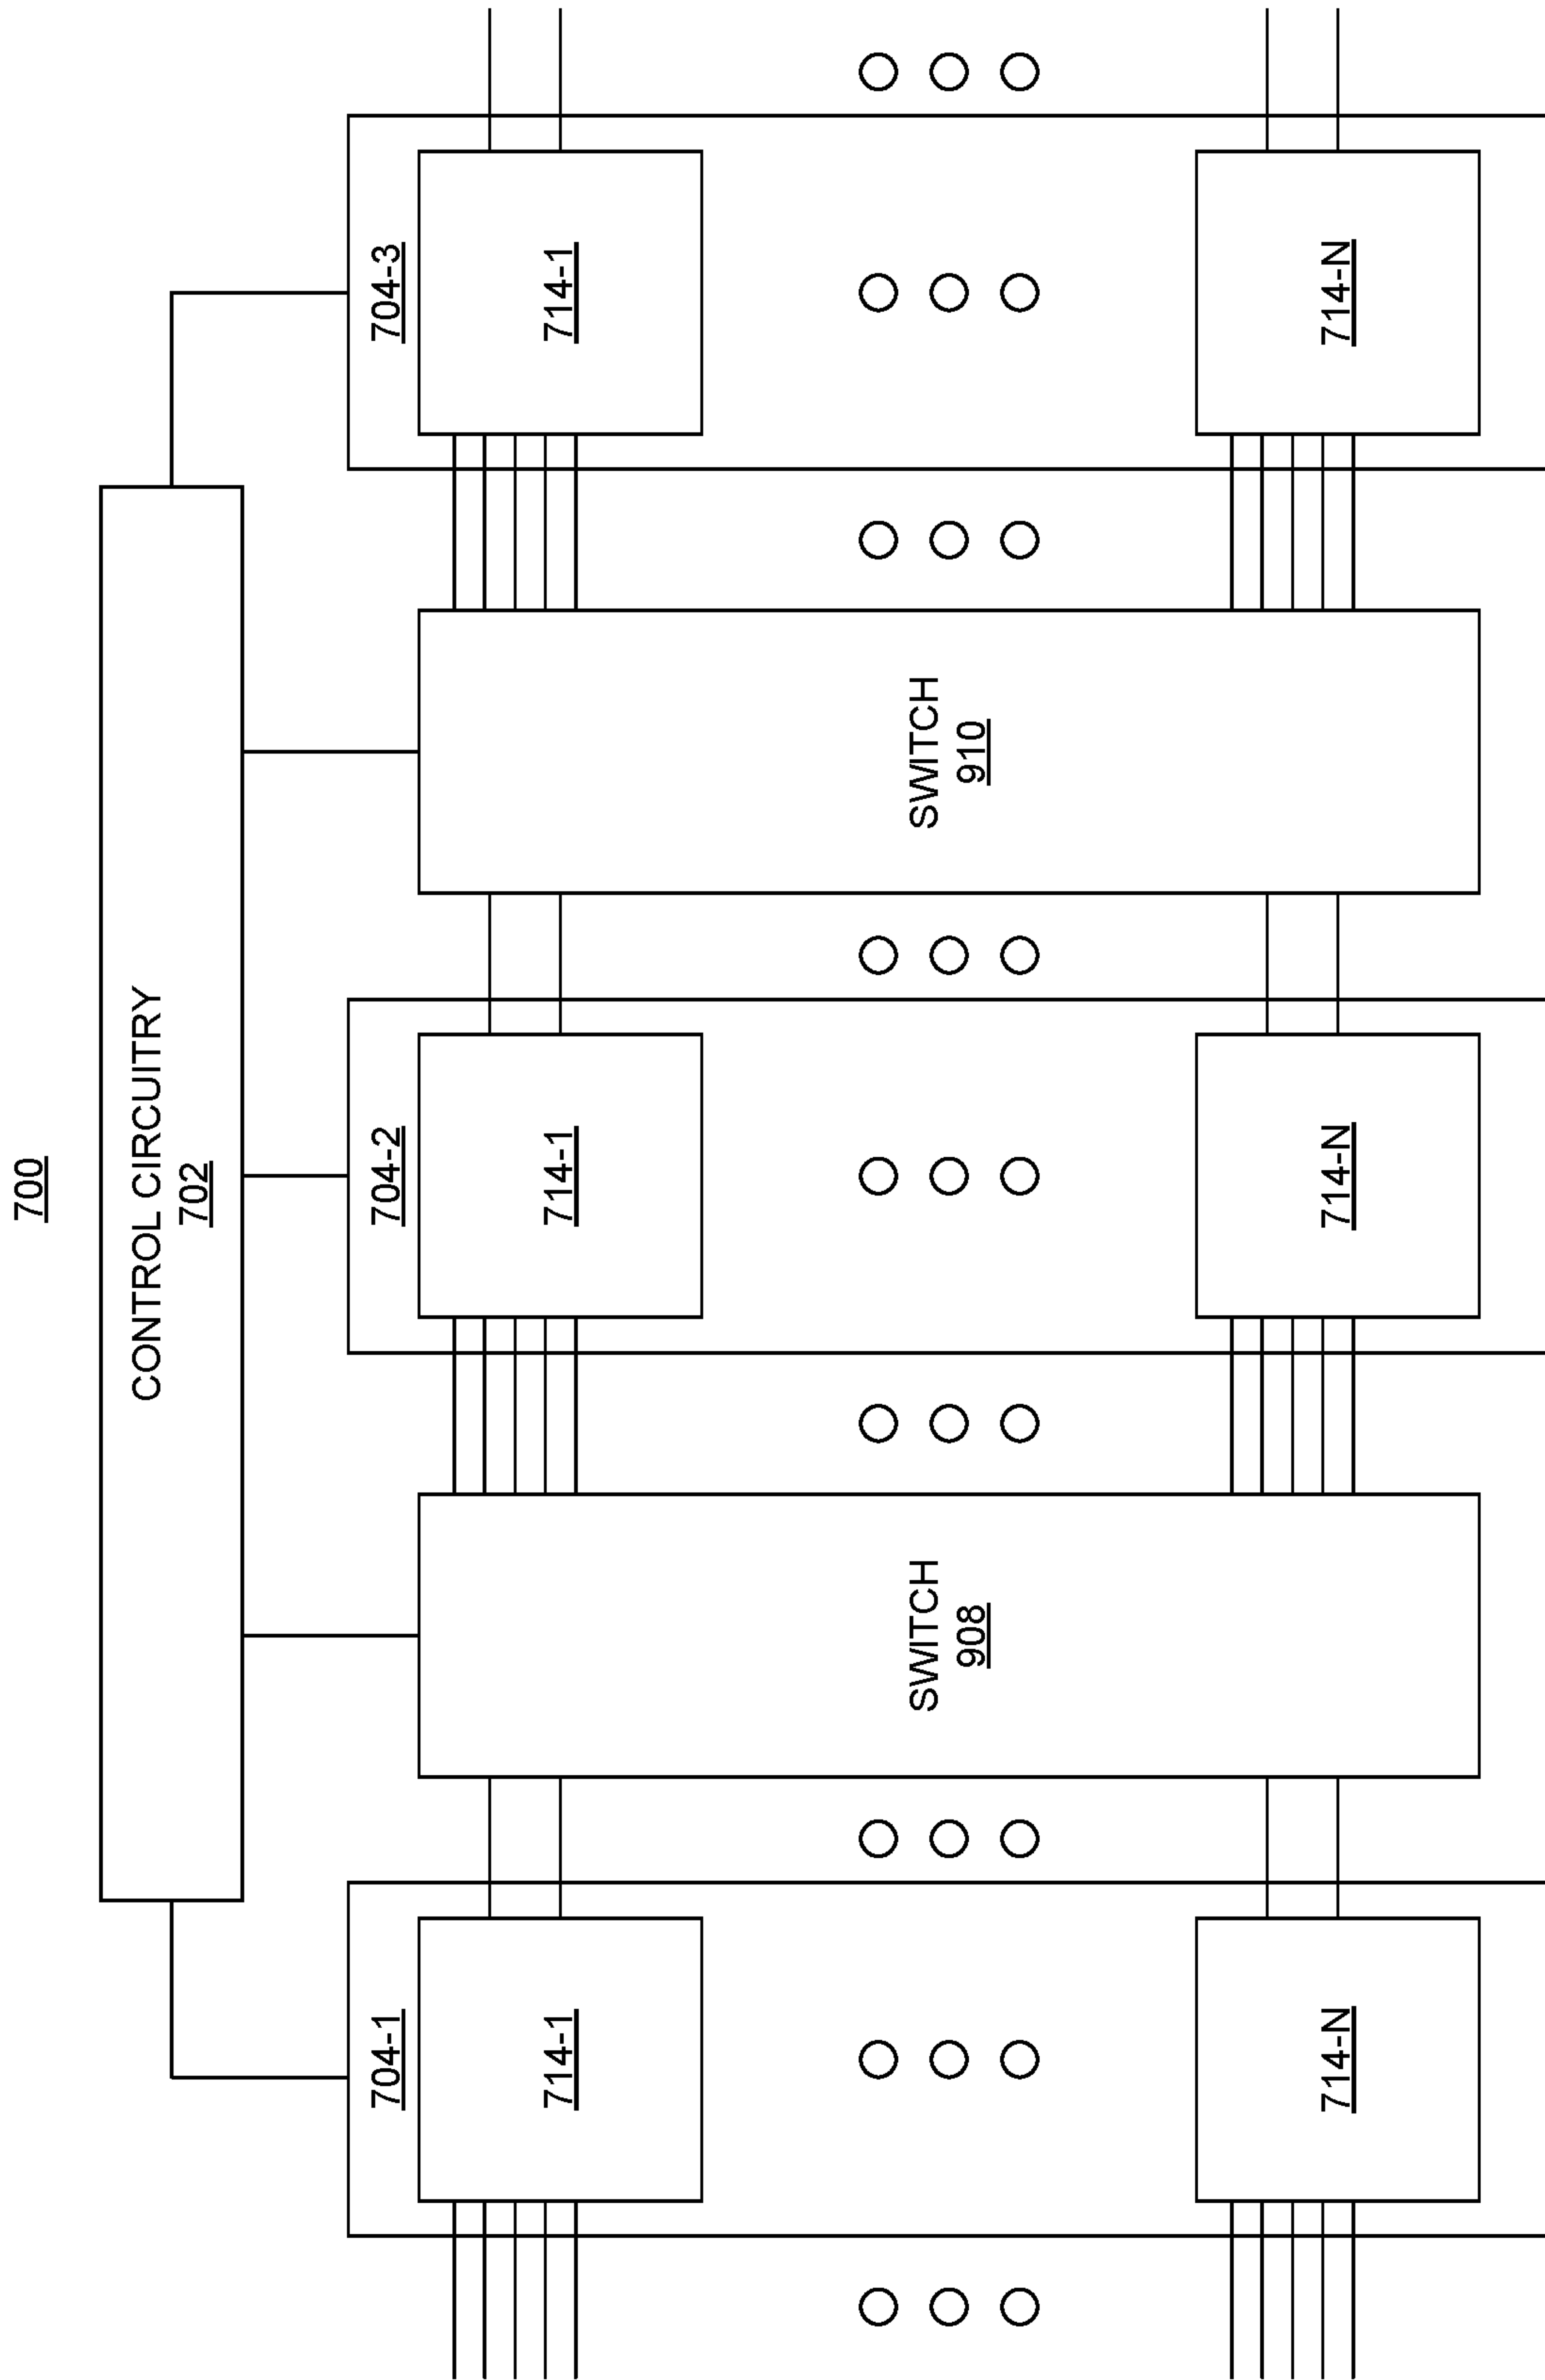 700
CONTROL CIRCUITRY
702
704-1
704-2
704-3
714-1
SWITCH
908
714-1
SWITCH
910
714-1
714-N
714-N
714-N